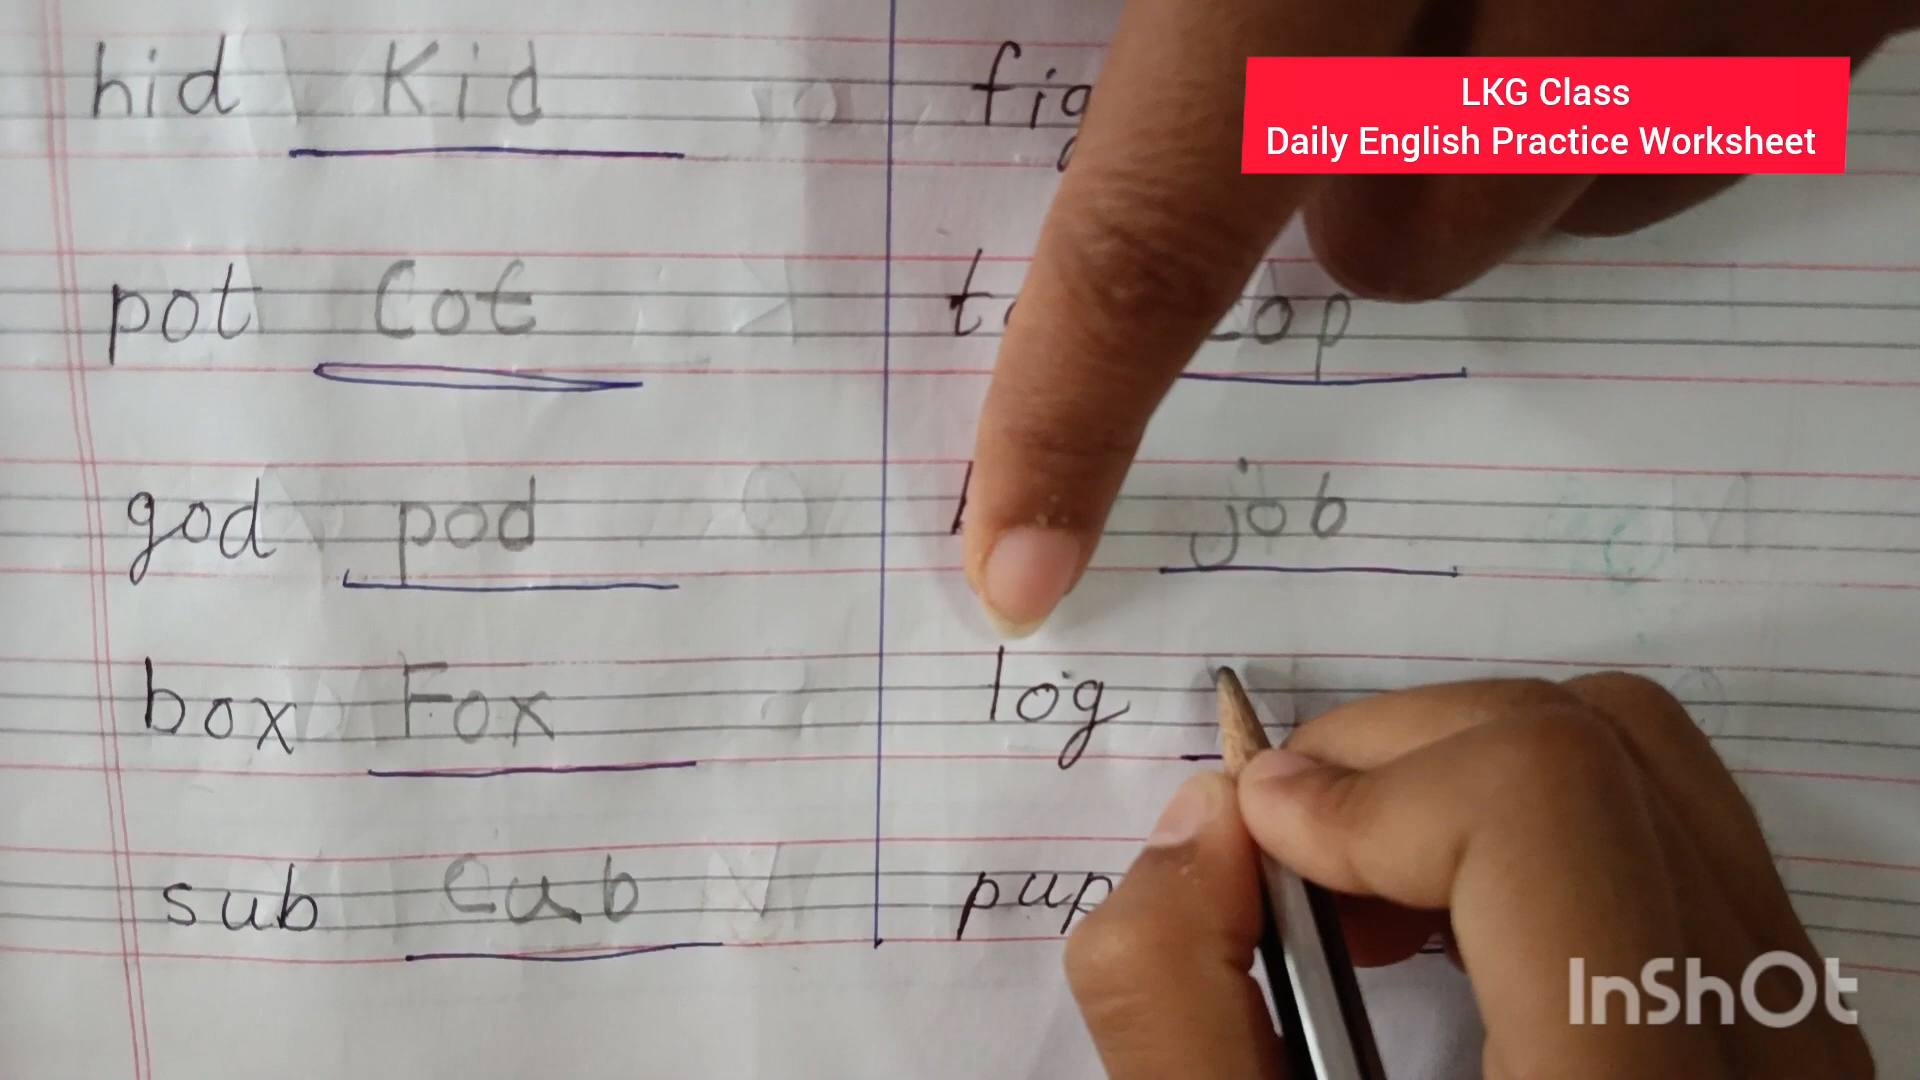 LKG Class
Daily English Practice Worksheet
hid Kid
pot Cot
god pod
box Fox
sub Cub
fig
job
log
pup
InShOt